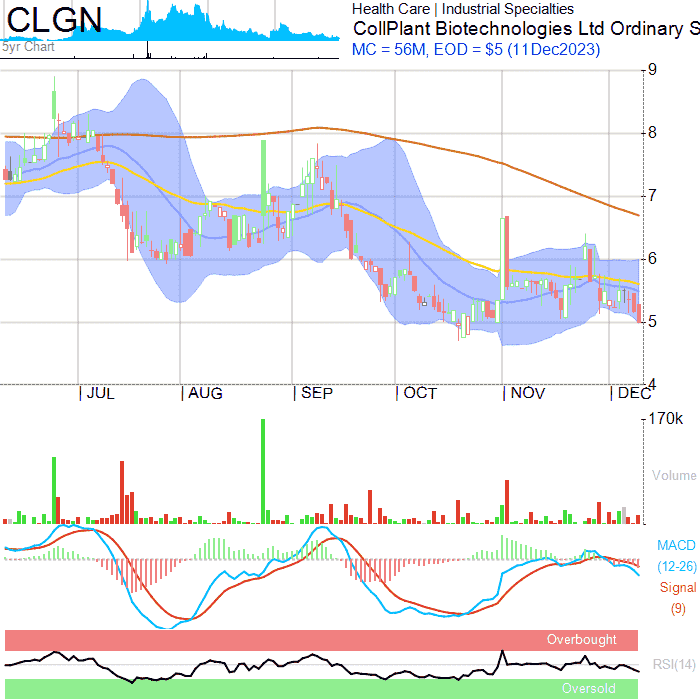 CLGN
5yr Chart
Health Care | Industrial Specialties
CollPlant Biotechnologies Ltd Ordinary S
MC = 56M, EOD = $5 (11Dec2023)
9
8
7
6
5
4
JUL AUG SEP OCT NOV DEC
170k
Volume
MACD
(12-26)
Signal
(9)
Overbought
RSI(14)
Oversold